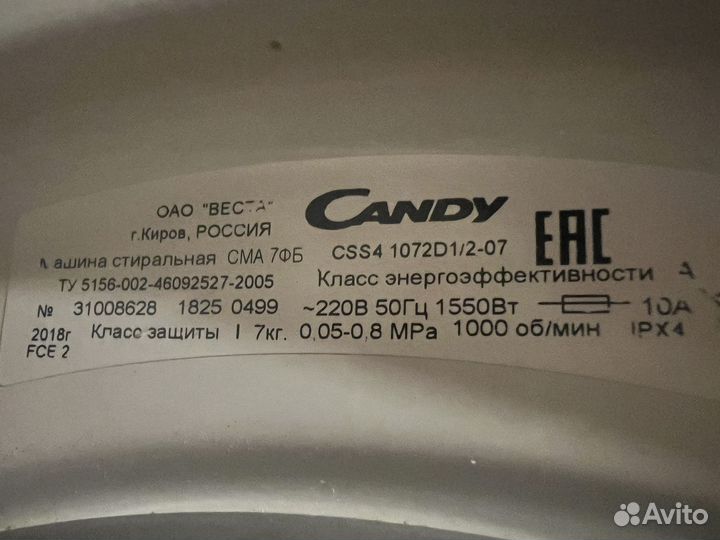 ОАО "ВЕСТА"
г.Киров, РОССИЯ
CANDY
EAC
Машина стиральная СМА 7ФБ
CSS4 1072D1/2-07
ТУ 5156-002-46092527-2005
Класс энергоэффективности А
№ 31008628 1825 0499 ~220В 50Гц 1550Вт 10А
2018г Класс защиты I 7кг. 0,05-0,8 МРа 1000 об/мин IPX4
FCE 2
Avito